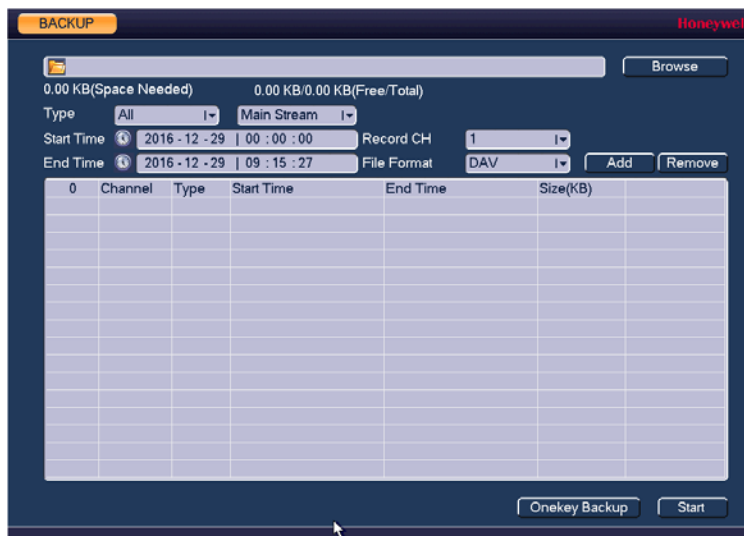 BACKUP Honeywell
Browse
0.00 KB(Space Needed) 0.00 KB/0.00 KB(Free/Total)
Type All Main Stream
Start Time 2016 - 12 - 29 | 00 : 00 : 00 Record CH 1
End Time 2016 - 12 - 29 | 09 : 15 : 27 File Format DAV Add Remove
0 Channel Type Start Time End Time Size(KB)
Onekey Backup Start